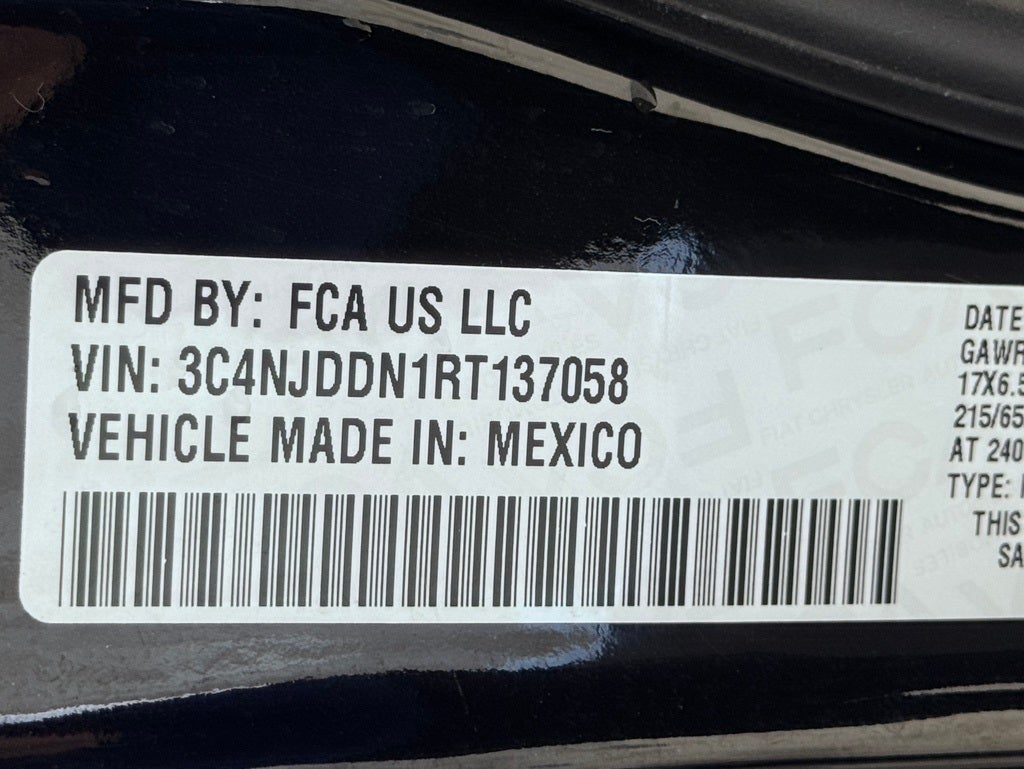 MFD BY: FCA US LLC
VIN: 3C4NJDDN1RT137058
VEHICLE MADE IN: MEXICO
DATE
GAWR
17X6.5
215/65
AT 240
TYPE:
THIS
SA